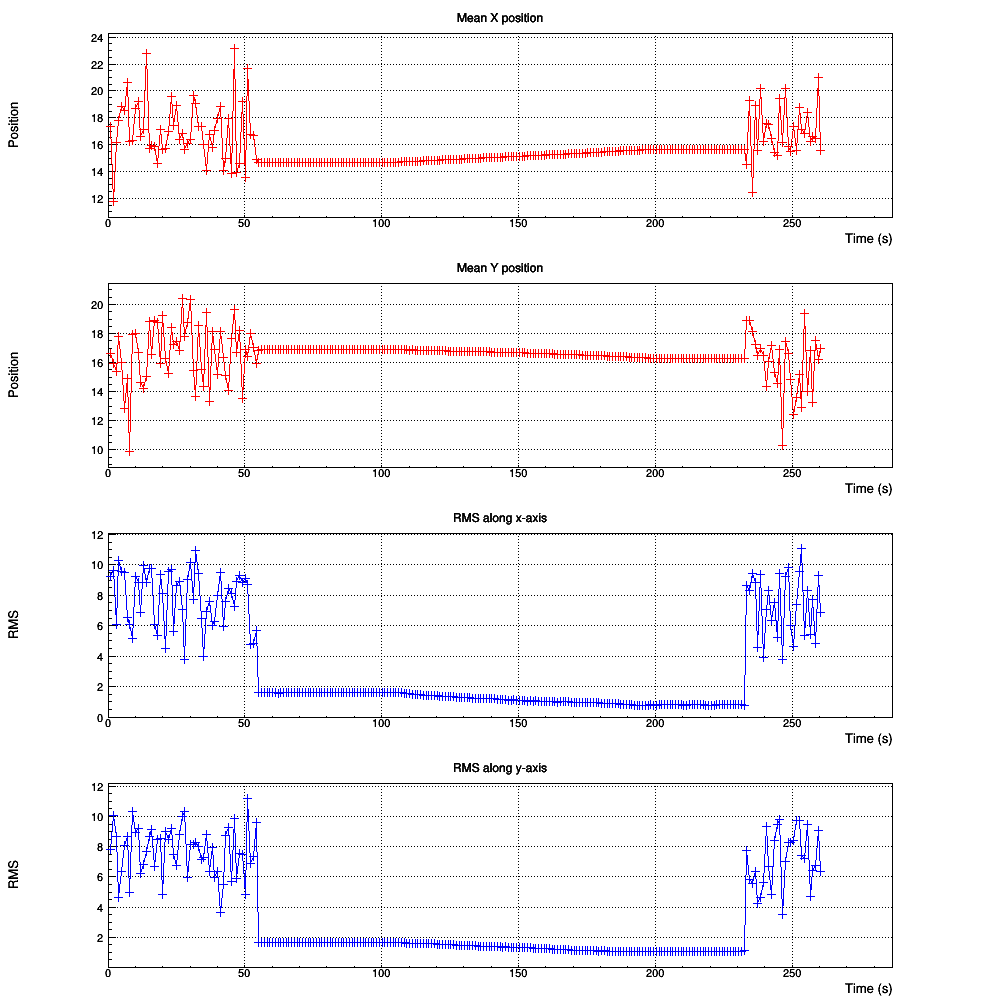 Mean X position
Position
24
22
20
18
16
14
12
0 50 100 150 200 250
Time (s)
Mean Y position
Position
20
18
16
14
12
10
0 50 100 150 200 250
Time (s)
RMS along x-axis
RMS
12
10
8
6
4
2
0
0 50 100 150 200 250
Time (s)
RMS along y-axis
RMS
12
10
8
6
4
2
0 50 100 150 200 250
Time (s)